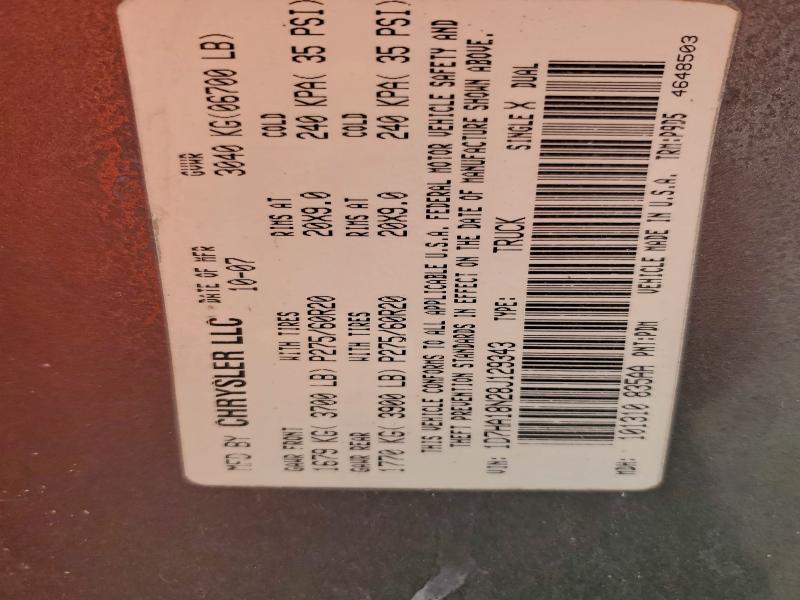 MFD BY CHRYSLER LLC DATE OF MFR GVWR
10-07 3040 KG(06700 LB)
GAWR FRONT WITH TIRES RIMS AT COLD
1679 KG( 3700 LB) P275/60R20 20X9.0 240 KPA( 35 PSI)
GAWR REAR WITH TIRES RIMS AT COLD
1770 KG( 3900 LB) P275/60R20 20X9.0 240 KPA( 35 PSI)
THIS VEHICLE CONFORMS TO ALL APPLICABLE U.S.A. FEDERAL MOTOR VEHICLE SAFETY AND
THEFT PREVENTION STANDARDS IN EFFECT ON THE DATE OF MANUFACTURE SHOWN ABOVE.
VIN: 1D7HA18N28J129343 TYPE: TRUCK SINGLE X DUAL
MDH: 101310 835AA PNT:PDM VEHICLE MADE IN U.S.A. TRM:P9D5
4648503